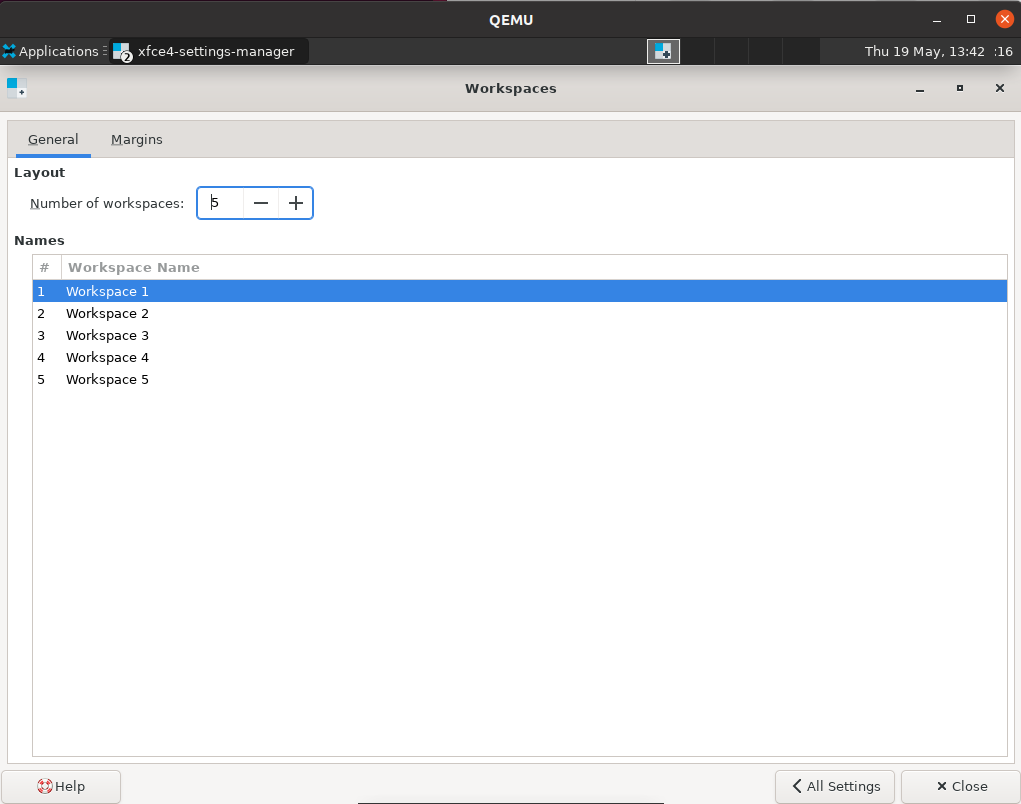 QEMU
Applications
2
xfce4-settings-manager
Thu 19 May, 13:42 :16
Workspaces
General Margins
Layout
Number of workspaces: 5
Names
# Workspace Name
1 Workspace 1
2 Workspace 2
3 Workspace 3
4 Workspace 4
5 Workspace 5
Help
All Settings
Close